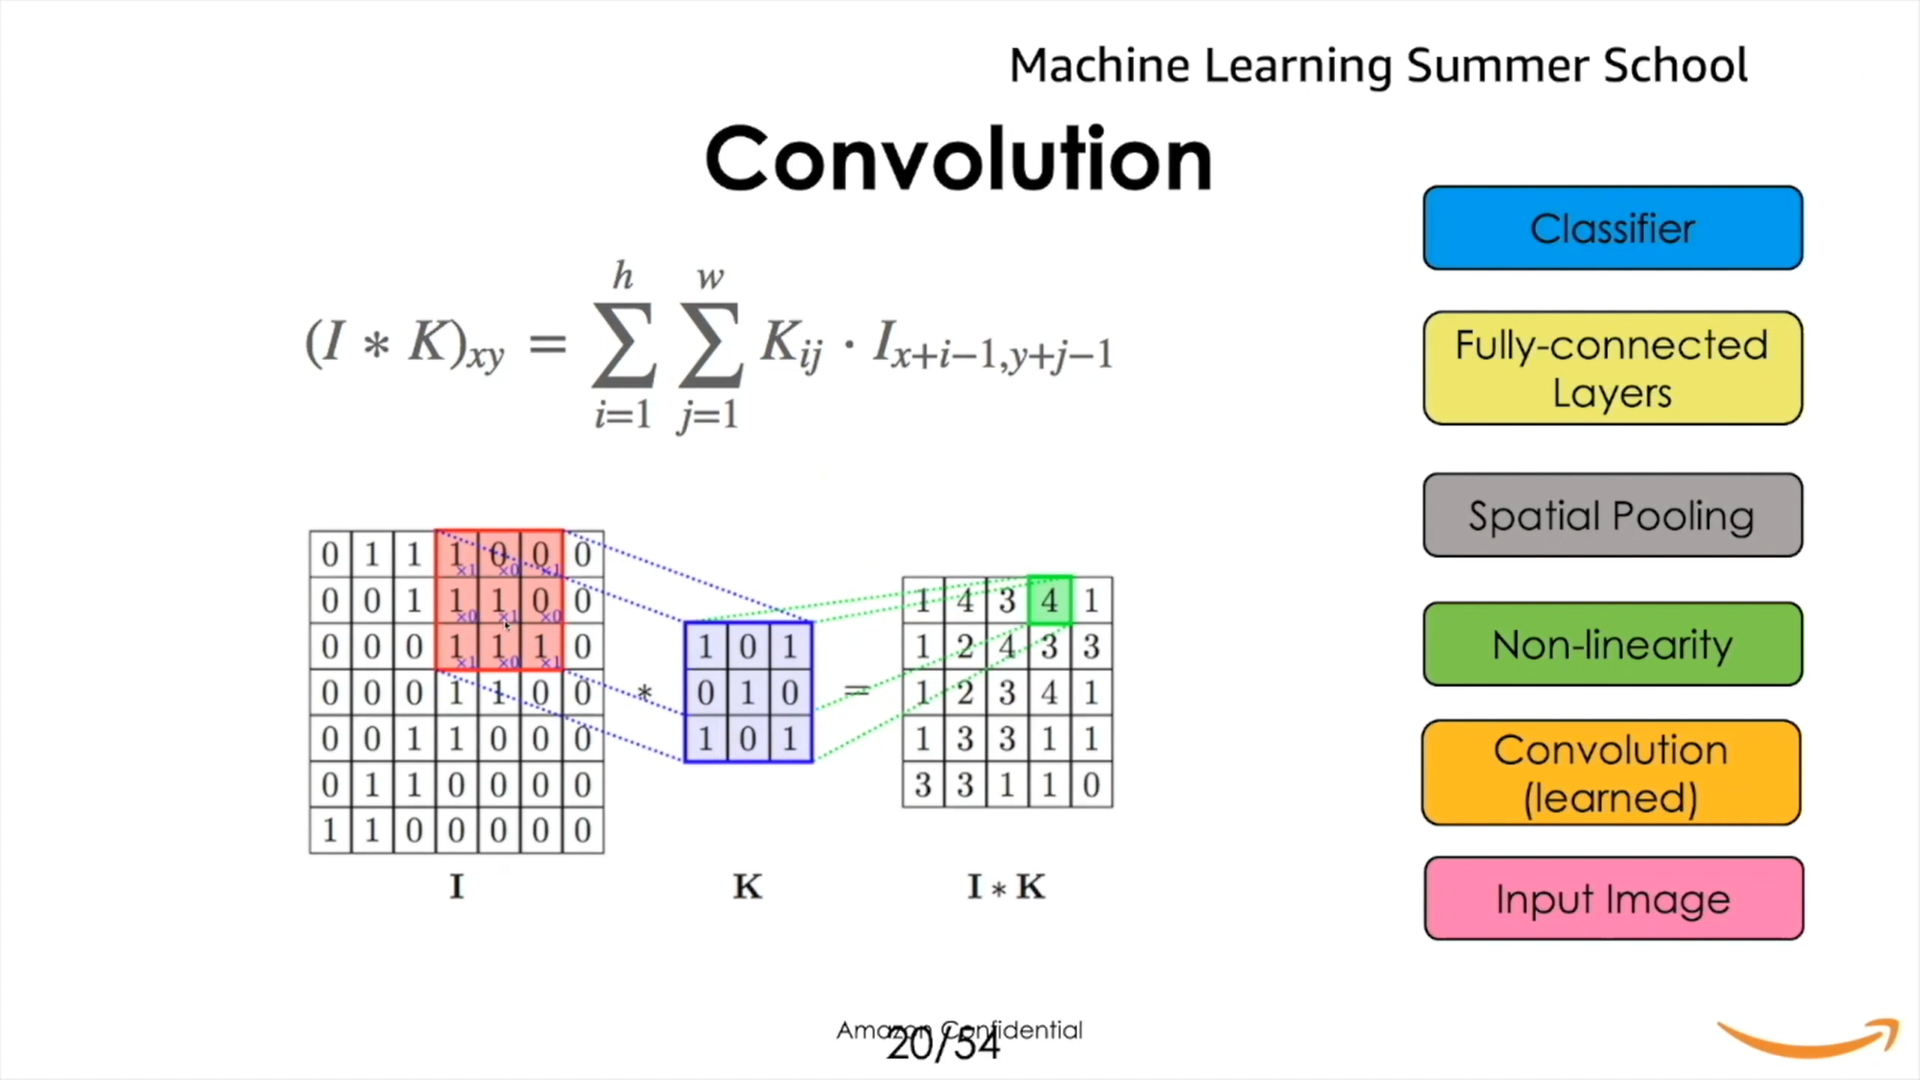 Machine Learning Summer School
Convolution
(I ∗ K)xy = h ∑ i=1 w ∑ j=1 Kij · Ix+i−1,y+j−1
0 1 1 1×1 0×0 0×1 0
0 0 1 1×0 1×1 0×0 0
0 0 0 1×1 1×0 1×1 0
0 0 0 1 1 0 0
0 0 1 1 0 0 0
0 1 1 0 0 0 0
1 1 0 0 0 0 0
I
∗
1 0 1
0 1 0
1 0 1
K
=
1 4 3 4 1
1 2 4 3 3
1 2 3 4 1
1 3 3 1 1
3 3 1 1 0
I ∗ K
Classifier
Fully-connected
Layers
Spatial Pooling
Non-linearity
Convolution
(learned)
Input Image
Amazon Confidential
20/54